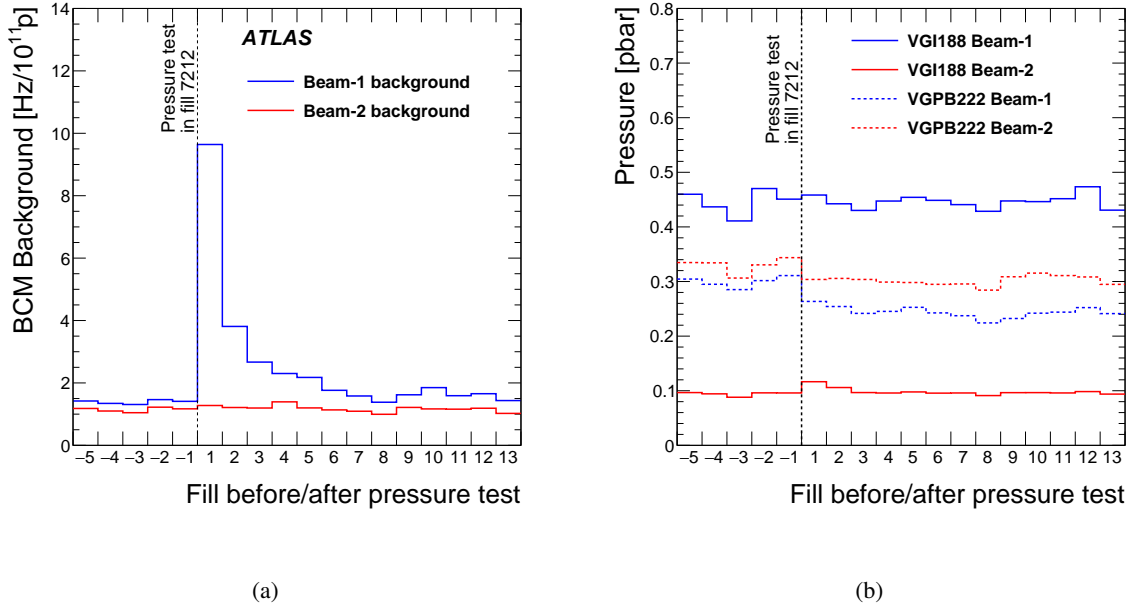 BCM Background [Hz/10¹¹p]
14
12
10
8
6
4
2
0
Pressure test
in fill 7212
ATLAS
Beam-1 background
Beam-2 background
−5 −4 −3 −2 −1 1 2 3 4 5 6 7 8 9 10 11 12 13
Fill before/after pressure test
(a)
Pressure [pbar]
0.8
0.7
0.6
0.5
0.4
0.3
0.2
0.1
0
Pressure test
in fill 7212
VGI188 Beam-1
VGI188 Beam-2
VGPB222 Beam-1
VGPB222 Beam-2
−5 −4 −3 −2 −1 1 2 3 4 5 6 7 8 9 10 11 12 13
Fill before/after pressure test
(b)